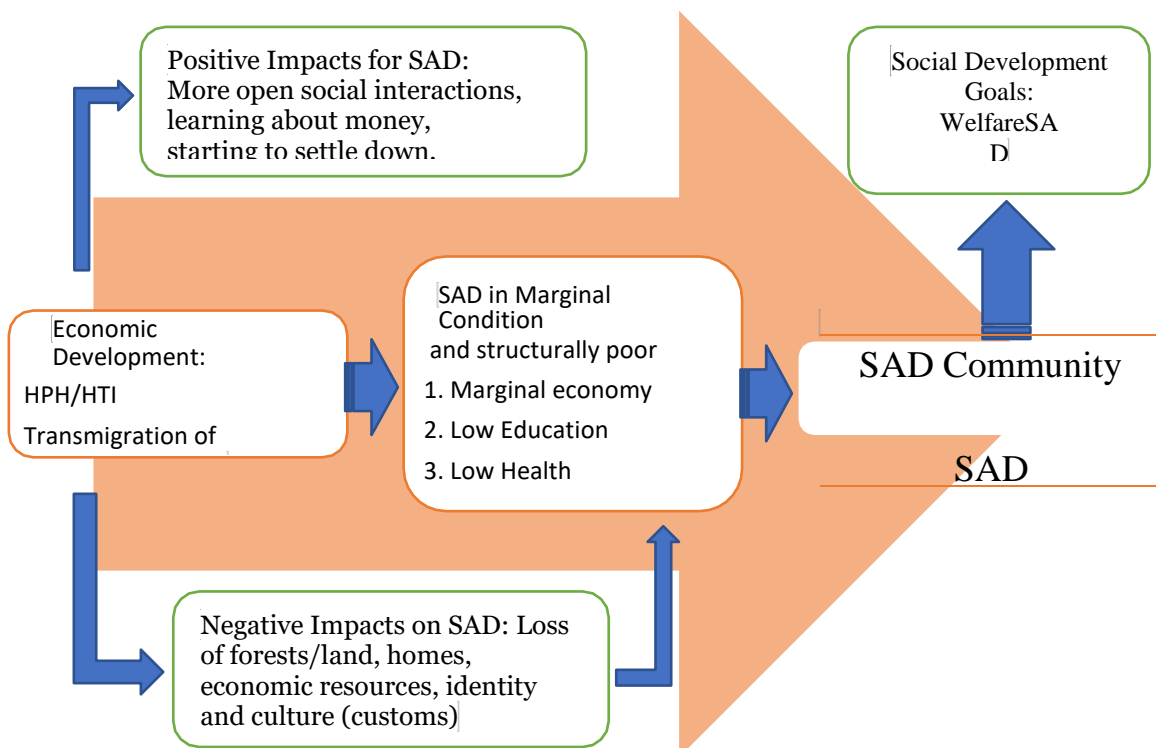 Positive Impacts for SAD:
More open social interactions,
learning about money,
starting to settle down.
Social Development
Goals:
WelfareSA
D
Economic
Development:
HPH/HTI
Transmigration of
SAD in Marginal
Condition
and structurally poor
1. Marginal economy
2. Low Education
3. Low Health
SAD Community
SAD
Negative Impacts on SAD: Loss
of forests/land, homes,
economic resources, identity
and culture (customs)